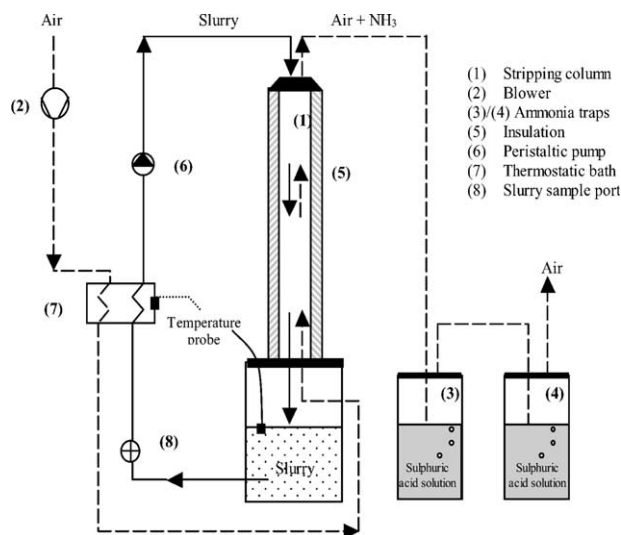 Air
Slurry
Air + NH3
(2)
(1)
(6)
(5)
(1) Stripping column
(2) Blower
(3)/(4) Ammonia traps
(5) Insulation
(6) Peristaltic pump
(7) Thermostatic bath
(8) Slurry sample port
(7)
Temperature
probe
Air
(3)
(4)
(8)
Slurry
Sulphuric
acid solution
Sulphuric
acid solution